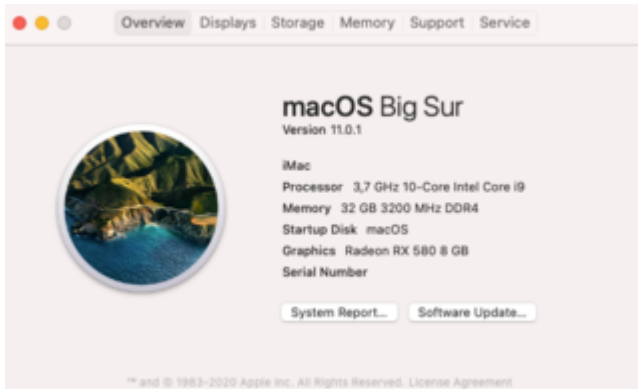 Overview Displays Storage Memory Support Service
macOS Big Sur
Version 11.0.1
iMac
Processor 3,7 GHz 10-Core Intel Core i9
Memory 32 GB 3200 MHz DDR4
Startup Disk macOS
Graphics Radeon RX 580 8 GB
Serial Number
System Report... Software Update...
™ and © 1983-2020 Apple Inc. All Rights Reserved. License Agreement